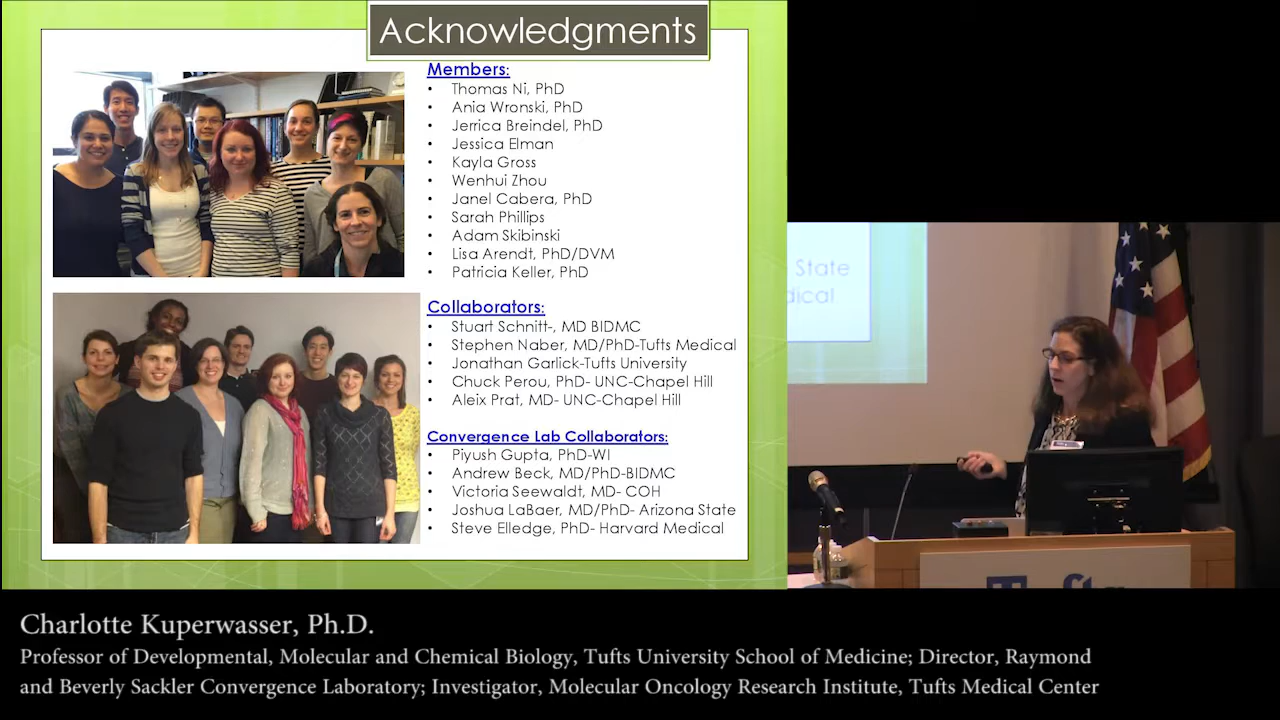 Acknowledgments
Members:
• Thomas Ni, PhD
• Ania Wronski, PhD
• Jerrica Breindel, PhD
• Jessica Elman
• Kayla Gross
• Wenhui Zhou
• Janel Cabera, PhD
• Sarah Phillips
• Adam Skibinski
• Lisa Arendt, PhD/DVM
• Patricia Keller, PhD
Collaborators:
• Stuart Schnitt-, MD BIDMC
• Stephen Naber, MD/PhD-Tufts Medical
• Jonathan Garlick-Tufts University
• Chuck Perou, PhD- UNC-Chapel Hill
• Aleix Prat, MD- UNC-Chapel Hill
Convergence Lab Collaborators:
• Piyush Gupta, PhD-WI
• Andrew Beck, MD/PhD-BIDMC
• Victoria Seewaldt, MD- COH
• Joshua LaBaer, MD/PhD- Arizona State
• Steve Elledge, PhD- Harvard Medical
State
dical
Charlotte Kuperwasser, Ph.D.
Professor of Developmental, Molecular and Chemical Biology, Tufts University School of Medicine; Director, Raymond
and Beverly Sackler Convergence Laboratory; Investigator, Molecular Oncology Research Institute, Tufts Medical Center